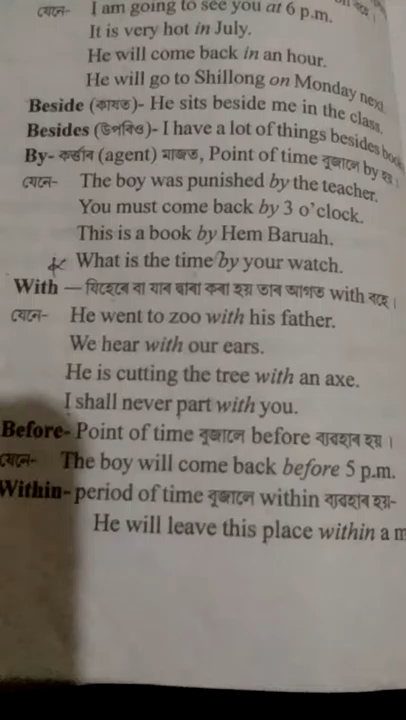 যেনে- I am going to see you at 6 p.m.
It is very hot in July.
He will come back in an hour.
He will go to Shillong on Monday next.
Beside (কাষত)- He sits beside me in the class.
Besides (উপৰিও)- I have a lot of things besides book
By- কৰ্ত্তাৰ (agent) মাজত, Point of time বুজালে by হয়।
যেনে- The boy was punished by the teacher.
You must come back by 3 o'clock.
This is a book by Hem Baruah.
What is the time by your watch.
With — যিহেৰে বা যাৰ দ্বাৰা কৰা হয় তাৰ আগত with বহে।
যেনে- He went to zoo with his father.
We hear with our ears.
He is cutting the tree with an axe.
I shall never part with you.
Before- Point of time বুজালে before ব্যৱহাৰ হয়।
যেনে- The boy will come back before 5 p.m.
Within- period of time বুজালে within ব্যৱহাৰ হয়-
He will leave this place within a